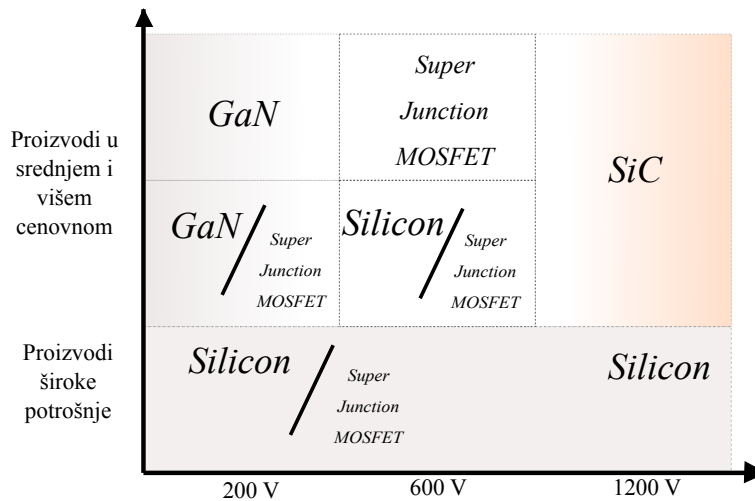 Proizvodi u
srednjem i
višem
cenovnom
Proizvodi
široke
potrošnje
GaN
Super
Junction
MOSFET
SiC
GaN
Super
Junction
MOSFET
Silicon
Super
Junction
MOSFET
Silicon
Super
Junction
MOSFET
Silicon
200 V
600 V
1200 V